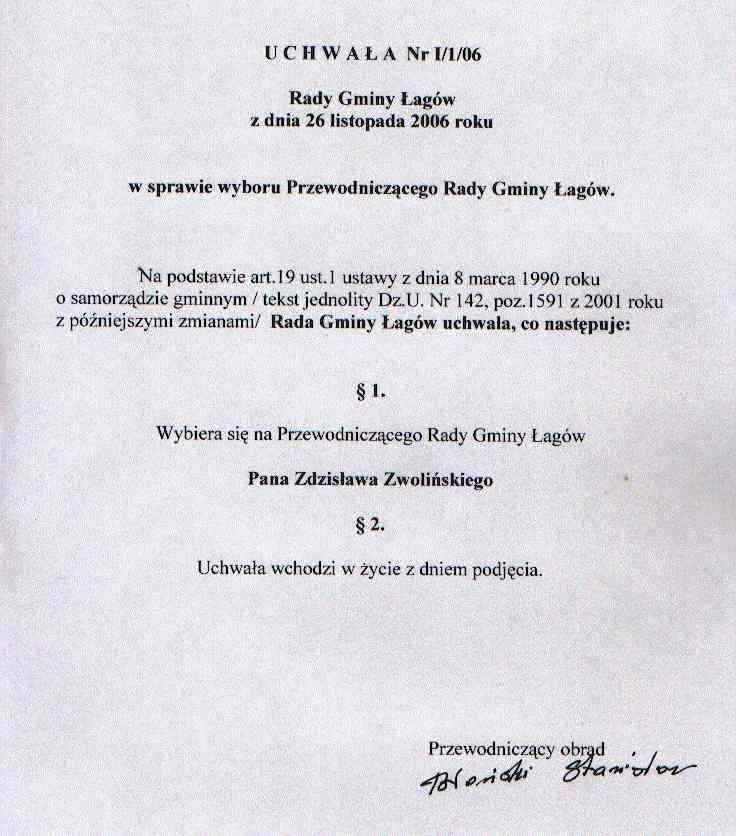 U C H W A Ł A Nr I/1/06
Rady Gminy Łagów
z dnia 26 listopada 2006 roku
w sprawie wyboru Przewodniczącego Rady Gminy Łagów.
Na podstawie art.19 ust.1 ustawy z dnia 8 marca 1990 roku
o samorządzie gminnym / tekst jednolity Dz.U. Nr 142, poz.1591 z 2001 roku
z późniejszymi zmianami/ Rada Gminy Łagów uchwala, co następuje:
§ 1.
Wybiera się na Przewodniczącego Rady Gminy Łagów
Pana Zdzisława Zwolińskiego
§ 2.
Uchwała wchodzi w życie z dniem podjęcia.
Przewodniczący obrad
Stanisław